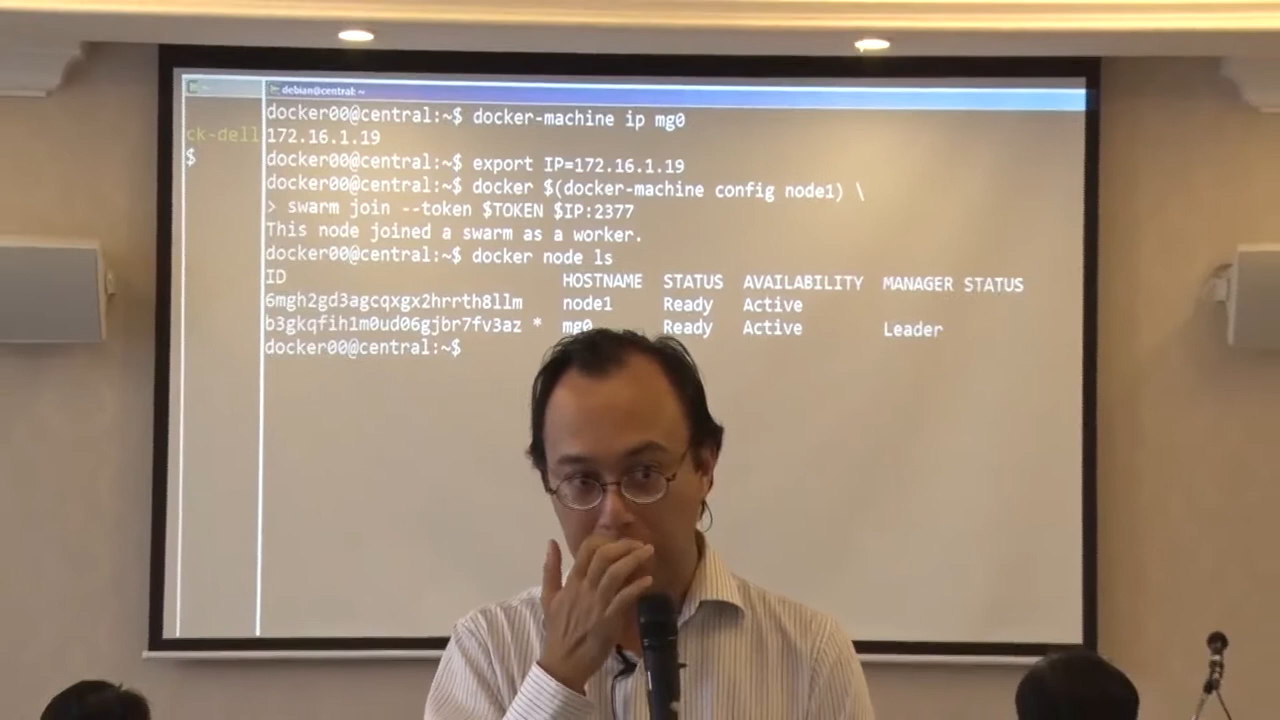 debian@central: ~
docker00@central:~$ docker-machine ip mg0
ck-dell
172.16.1.19
$
docker00@central:~$ export IP=172.16.1.19
docker00@central:~$ docker $(docker-machine config node1) \
> swarm join --token $TOKEN $IP:2377
This node joined a swarm as a worker.
docker00@central:~$ docker node ls
ID HOSTNAME STATUS AVAILABILITY MANAGER STATUS
6mgh2gd3agcqxgx2hrrth8llm node1 Ready Active
b3gkqfih1m0ud06gjbr7fv3az * mg0 Ready Active Leader
docker00@central:~$